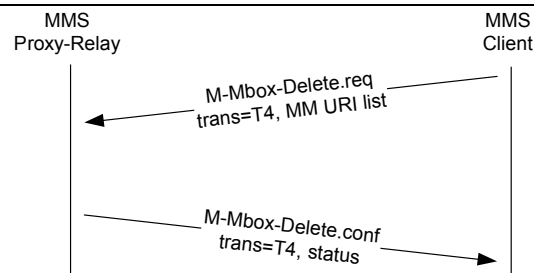 MMS
Proxy-Relay
MMS
Client
M-Mbox-Delete.req
trans=T4, MM URI list
M-Mbox-Delete.conf
trans=T4, status